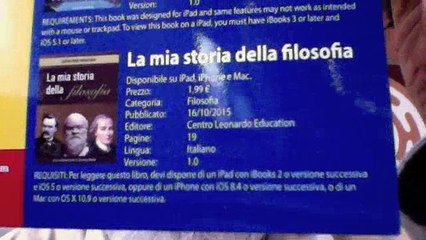 Version: 1.0
REQUIREMENTS: This book was designed for iPad and some features may not work as intended
with a mouse or trackpad. To view this book on a iPad, you must have iBooks 3 or later and
iOS 5.1 or later.
La mia storia della filosofia
Disponibile su iPad, iPhone e Mac.
Prezzo: 1,99 €
Categoria: Filosofia
Pubblicato: 16/10/2015
Editore: Centro Leonardo Education
Pagine: 19
Lingua: Italiano
Versione: 1.0
La mia storia
della filosofia
REQUISITI: Per leggere questo libro, devi disporre di un iPad con iBooks 2 o versione successiva
e iOS 5 o versione successiva, oppure di un iPhone con iOS 8.4 o versione successiva, o di un
Mac con OS X 10.9 o versione successiva.